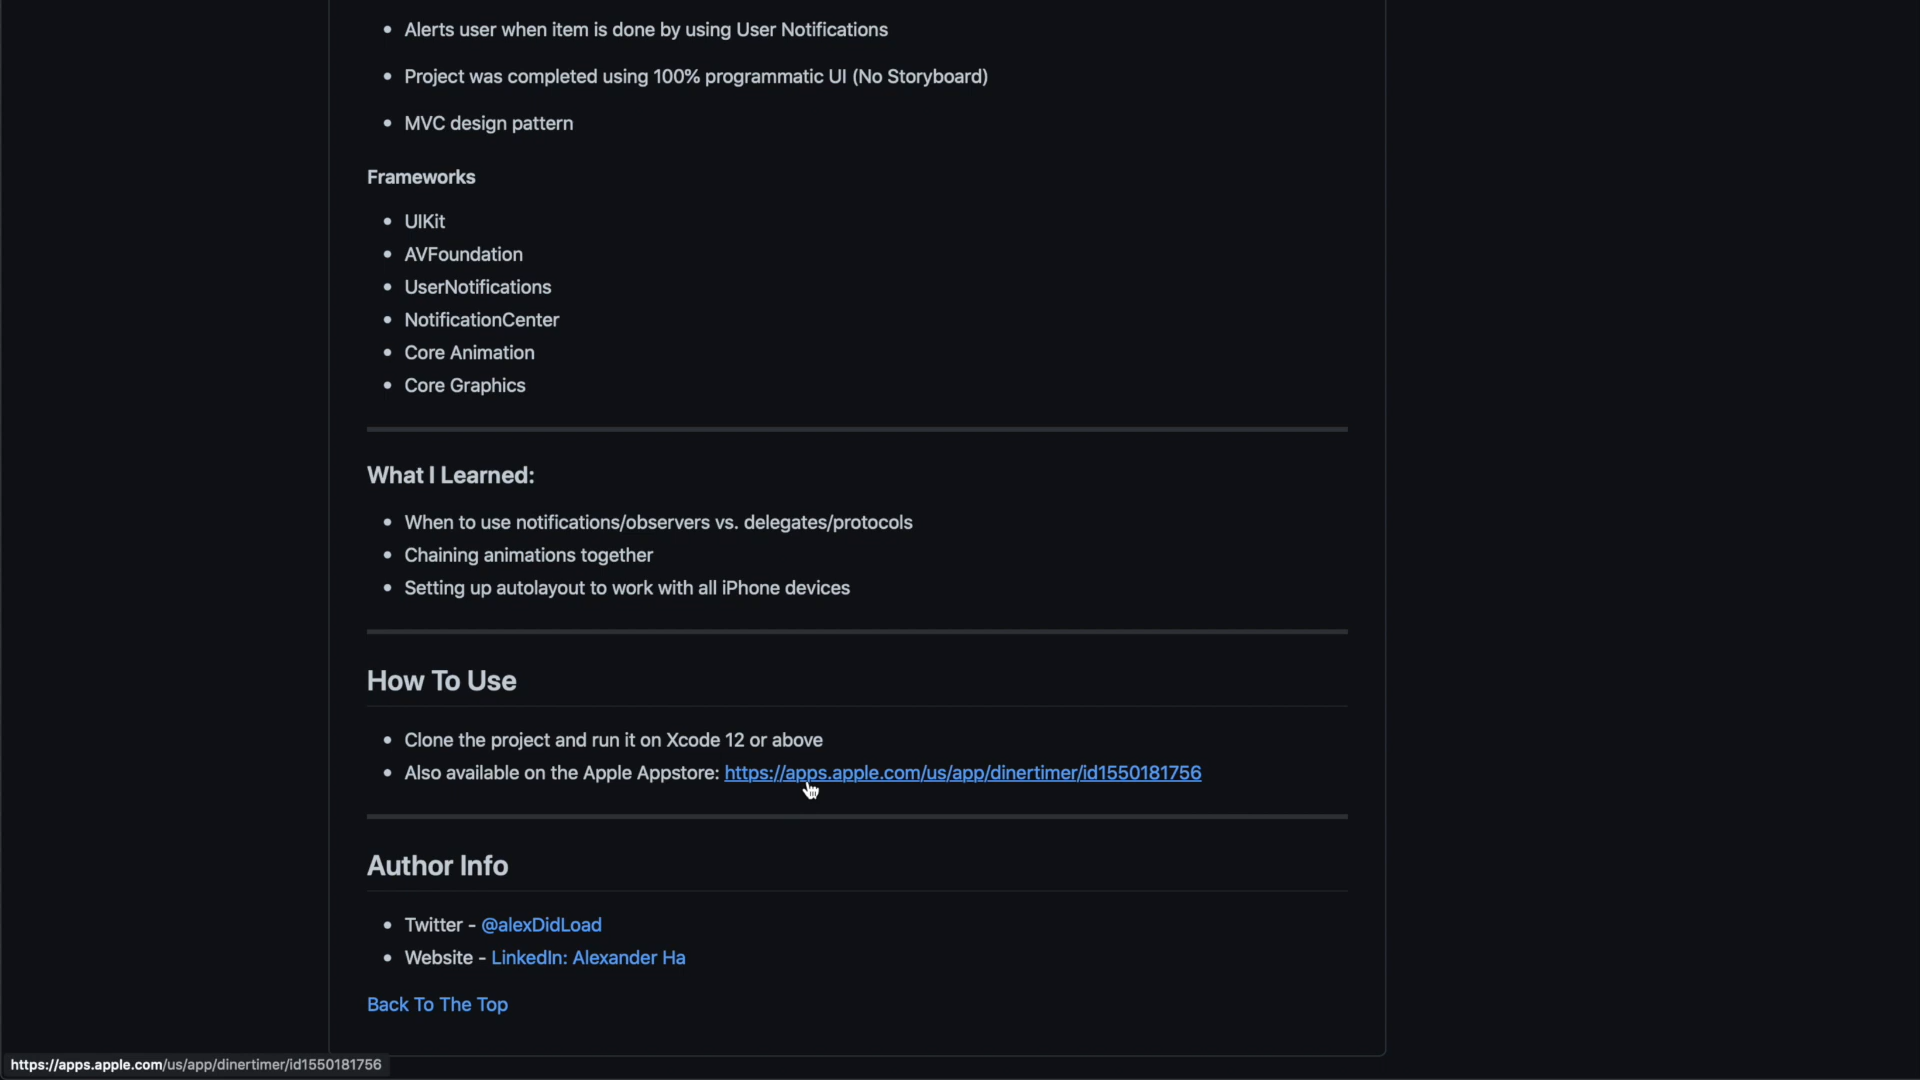 • Alerts user when item is done by using User Notifications
• Project was completed using 100% programmatic UI (No Storyboard)
• MVC design pattern
Frameworks
• UIKit
• AVFoundation
• UserNotifications
• NotificationCenter
• Core Animation
• Core Graphics
What I Learned:
• When to use notifications/observers vs. delegates/protocols
• Chaining animations together
• Setting up autolayout to work with all iPhone devices
How To Use
• Clone the project and run it on Xcode 12 or above
• Also available on the Apple Appstore: https://apps.apple.com/us/app/dinertimer/id1550181756
Author Info
• Twitter - @alexDidLoad
• Website - LinkedIn: Alexander Ha
Back To The Top
https://apps.apple.com/us/app/dinertimer/id1550181756